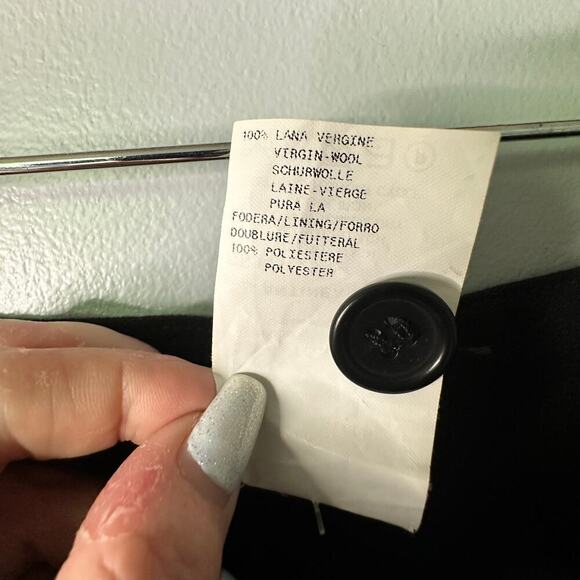 100% LANA VERGINE
VIRGIN-WOOL
SCHURWOLLE
LAINE-VIERGE
PURA LA
FODERA/LINING/FORRO
DOUBLURE/FUTTERAL
100% POLIESTERE
POLYESTER